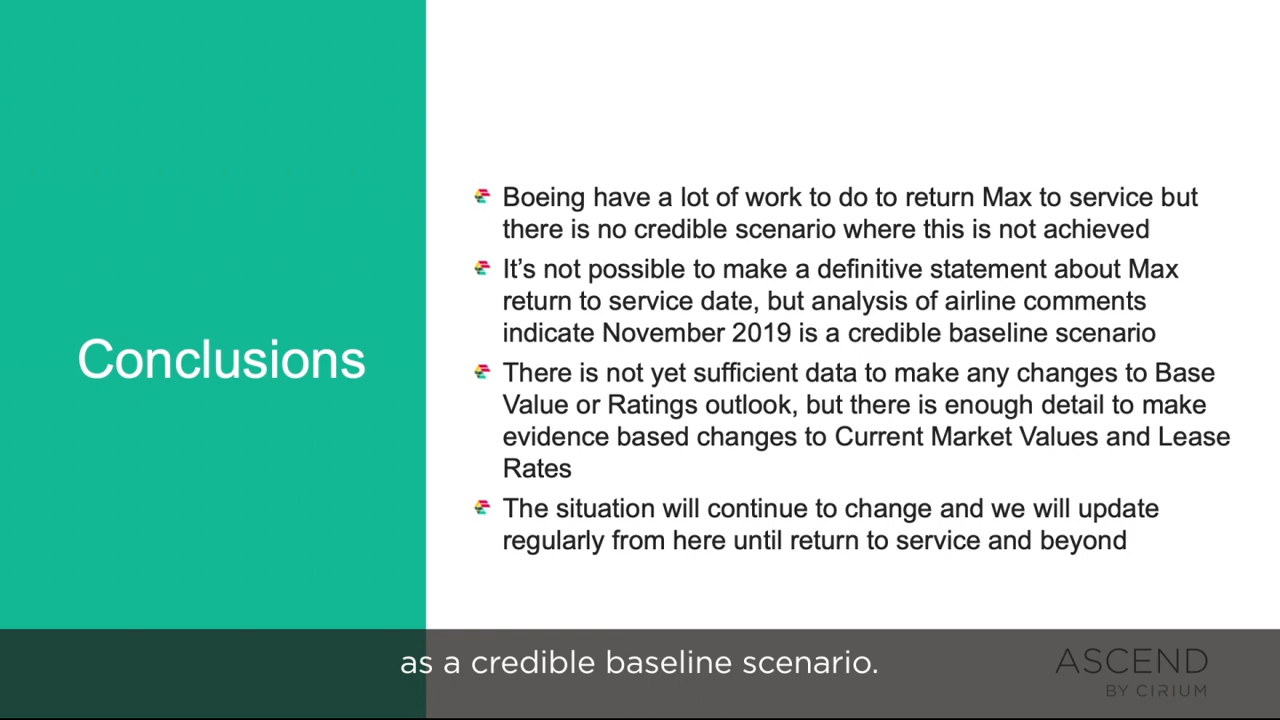 Conclusions
Boeing have a lot of work to do to return Max to service but
there is no credible scenario where this is not achieved
It's not possible to make a definitive statement about Max
return to service date, but analysis of airline comments
indicate November 2019 is a credible baseline scenario
There is not yet sufficient data to make any changes to Base
Value or Ratings outlook, but there is enough detail to make
evidence based changes to Current Market Values and Lease
Rates
The situation will continue to change and we will update
regularly from here until return to service and beyond
as a credible baseline scenario.
ASCEND
BY CIRIUM